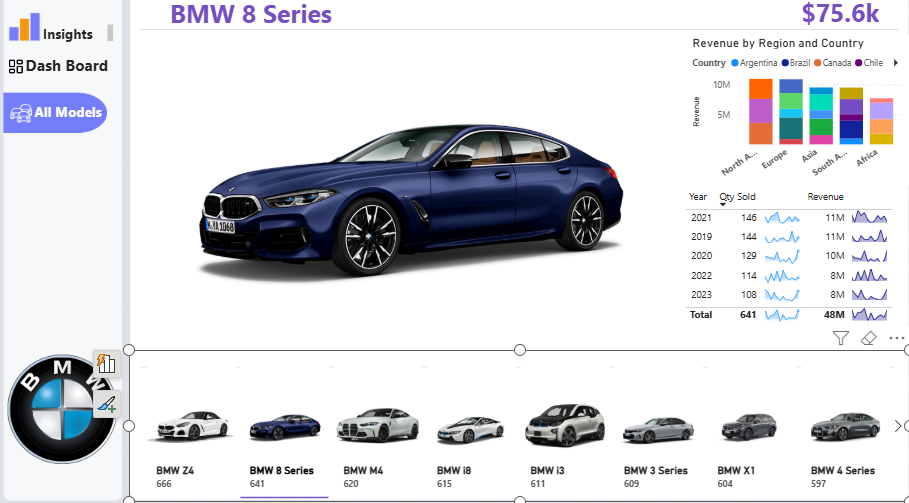 BMW 8 Series
$75.6k
Insights
Dash Board
All Models
Revenue by Region and Country
Country Argentina Brazil Canada Chile
Revenue
10M
5M
North A...
Europe
Asia
South A...
Africa
Year Qty Sold Revenue
2021 146 11M
2019 144 11M
2020 129 10M
2022 114 8M
2023 108 8M
Total 641 48M
BMW
BMW Z4
666
BMW 8 Series
641
BMW M4
620
BMW i8
615
BMW i3
611
BMW 3 Series
609
BMW X1
604
BMW 4 Series
597